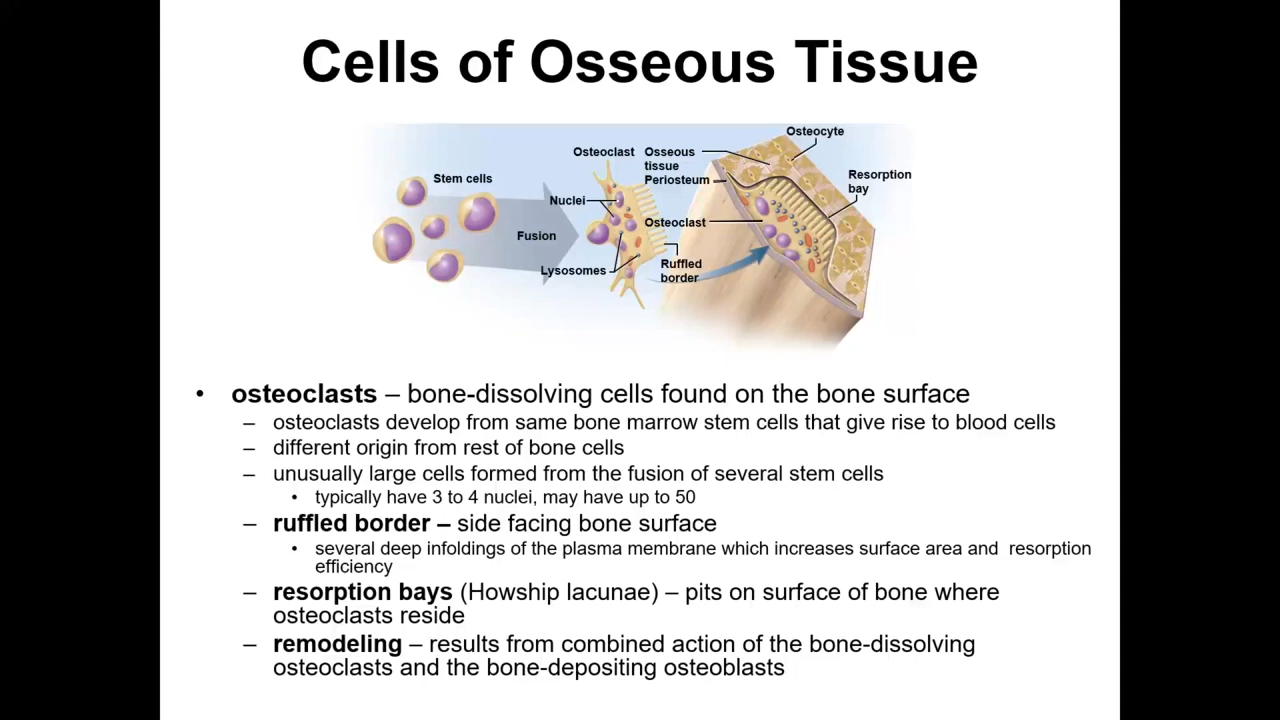 Cells of Osseous Tissue
Osteocyte
Osteoclast
Osseous
tissue
Periosteum
Stem cells
Resorption
bay
Nuclei
Osteoclast
Fusion
Lysosomes
Ruffled
border
• osteoclasts – bone-dissolving cells found on the bone surface
– osteoclasts develop from same bone marrow stem cells that give rise to blood cells
– different origin from rest of bone cells
– unusually large cells formed from the fusion of several stem cells
• typically have 3 to 4 nuclei, may have up to 50
– ruffled border – side facing bone surface
• several deep infoldings of the plasma membrane which increases surface area and resorption
efficiency
– resorption bays (Howship lacunae) – pits on surface of bone where
osteoclasts reside
– remodeling – results from combined action of the bone-dissolving
osteoclasts and the bone-depositing osteoblasts